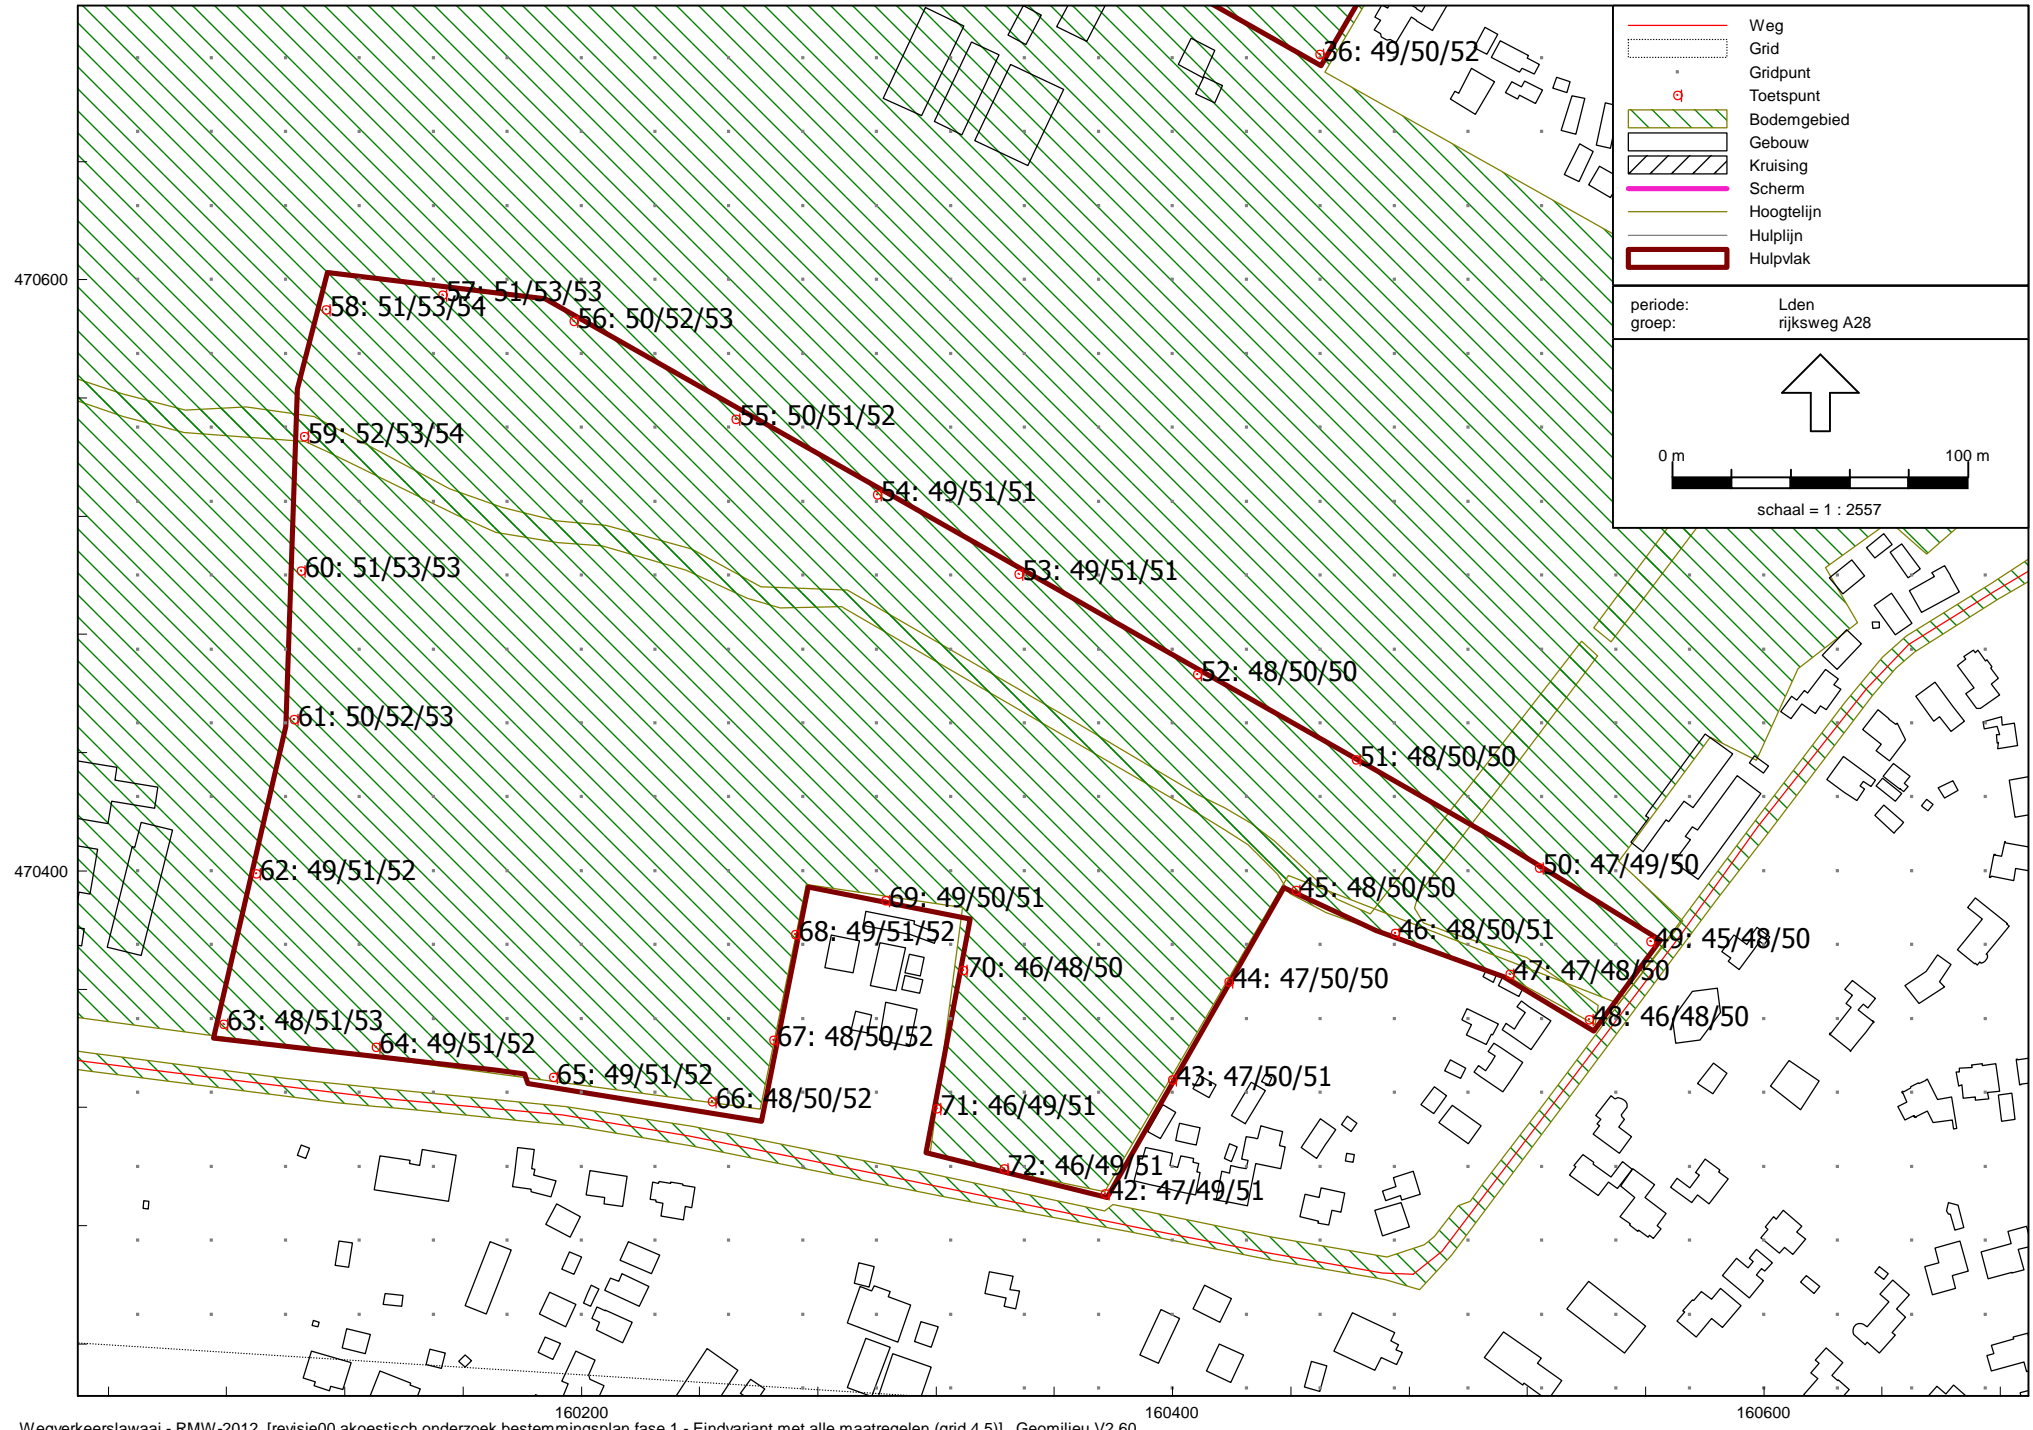 36: 49/50/52
Weg
Grid
Gridpunt
Toetspunt
Bodemgebied
Gebouw
Kruising
Scherm
Hoogtelijn
Hulplijn
Hulpvlak
periode: Lden
groep: rijksweg A28
0 m 100 m
schaal = 1 : 2557
470600
57: 51/53/53
58: 51/53/54
56: 50/52/53
55: 50/51/52
59: 52/53/54
54: 49/51/51
60: 51/53/53
53: 49/51/51
52: 48/50/50
61: 50/52/53
51: 48/50/50
470400
62: 49/51/52
50: 47/49/50
45: 48/50/50
69: 49/50/51
68: 49/51/52
46: 48/50/51
49: 45/48/50
70: 46/48/50
47: 47/48/50
44: 47/50/50
63: 48/51/53
48: 46/48/50
64: 49/51/52
67: 48/50/52
65: 49/51/52
43: 47/50/51
66: 48/50/52
71: 46/49/51
72: 46/49/51
42: 47/49/51
160200 160400 160600
Wegverkeerslawaai - RMW-2012, [revisie00 akoestisch onderzoek bestemmingsplan fase 1 - Eindvariant met alle maatregelen (grid 4,5)] , Geomilieu V2.60